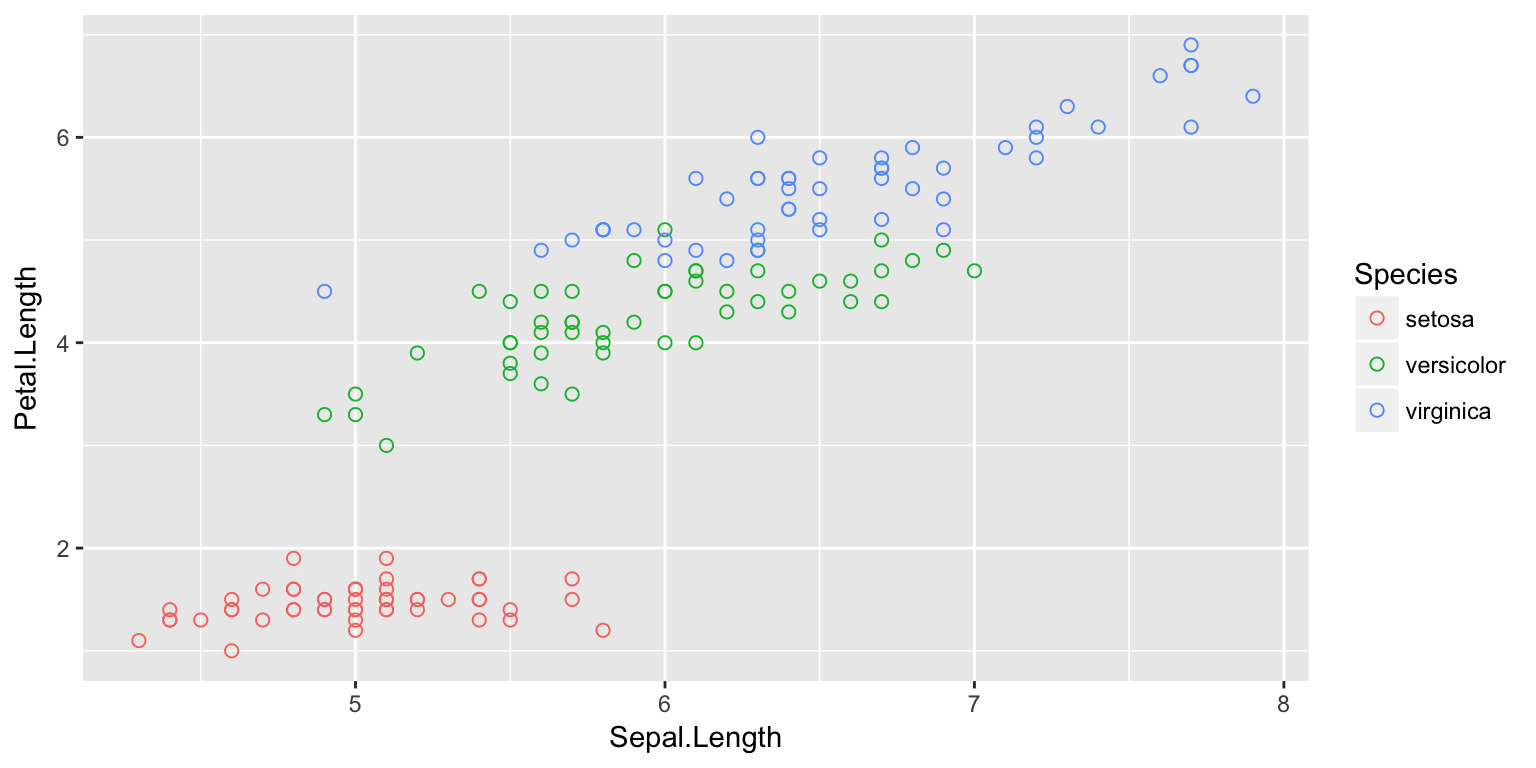 Petal.Length
6
4
2
5 6 7 8
Sepal.Length
Species
setosa
versicolor
virginica